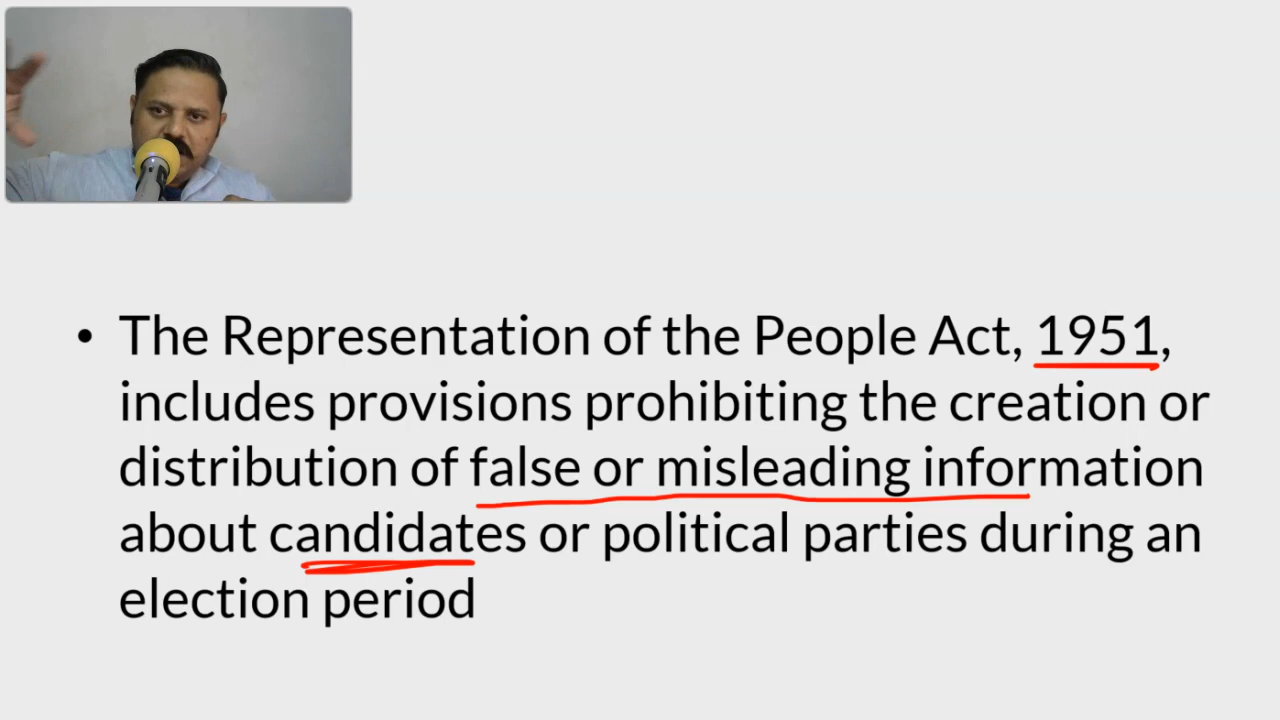 • The Representation of the People Act, 1951,
includes provisions prohibiting the creation or
distribution of false or misleading information
about candidates or political parties during an
election period